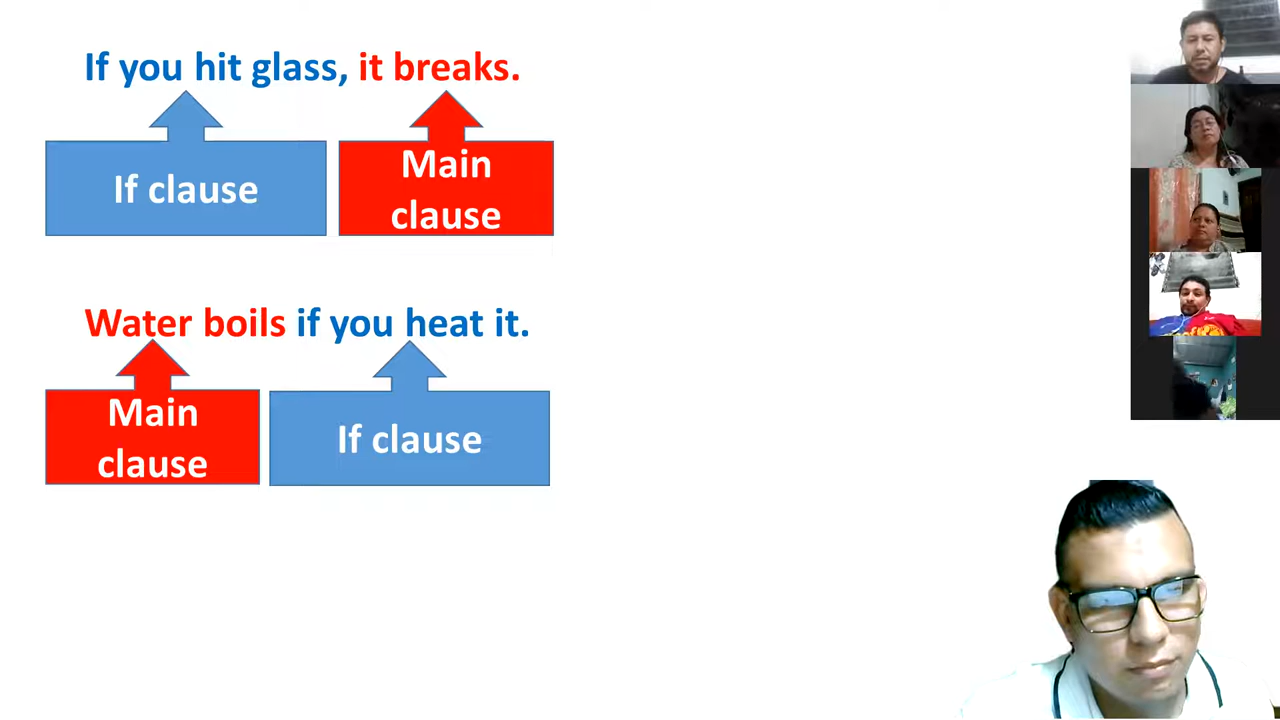 If you hit glass, it breaks.
If clause
Main
clause
Water boils if you heat it.
Main
clause
If clause